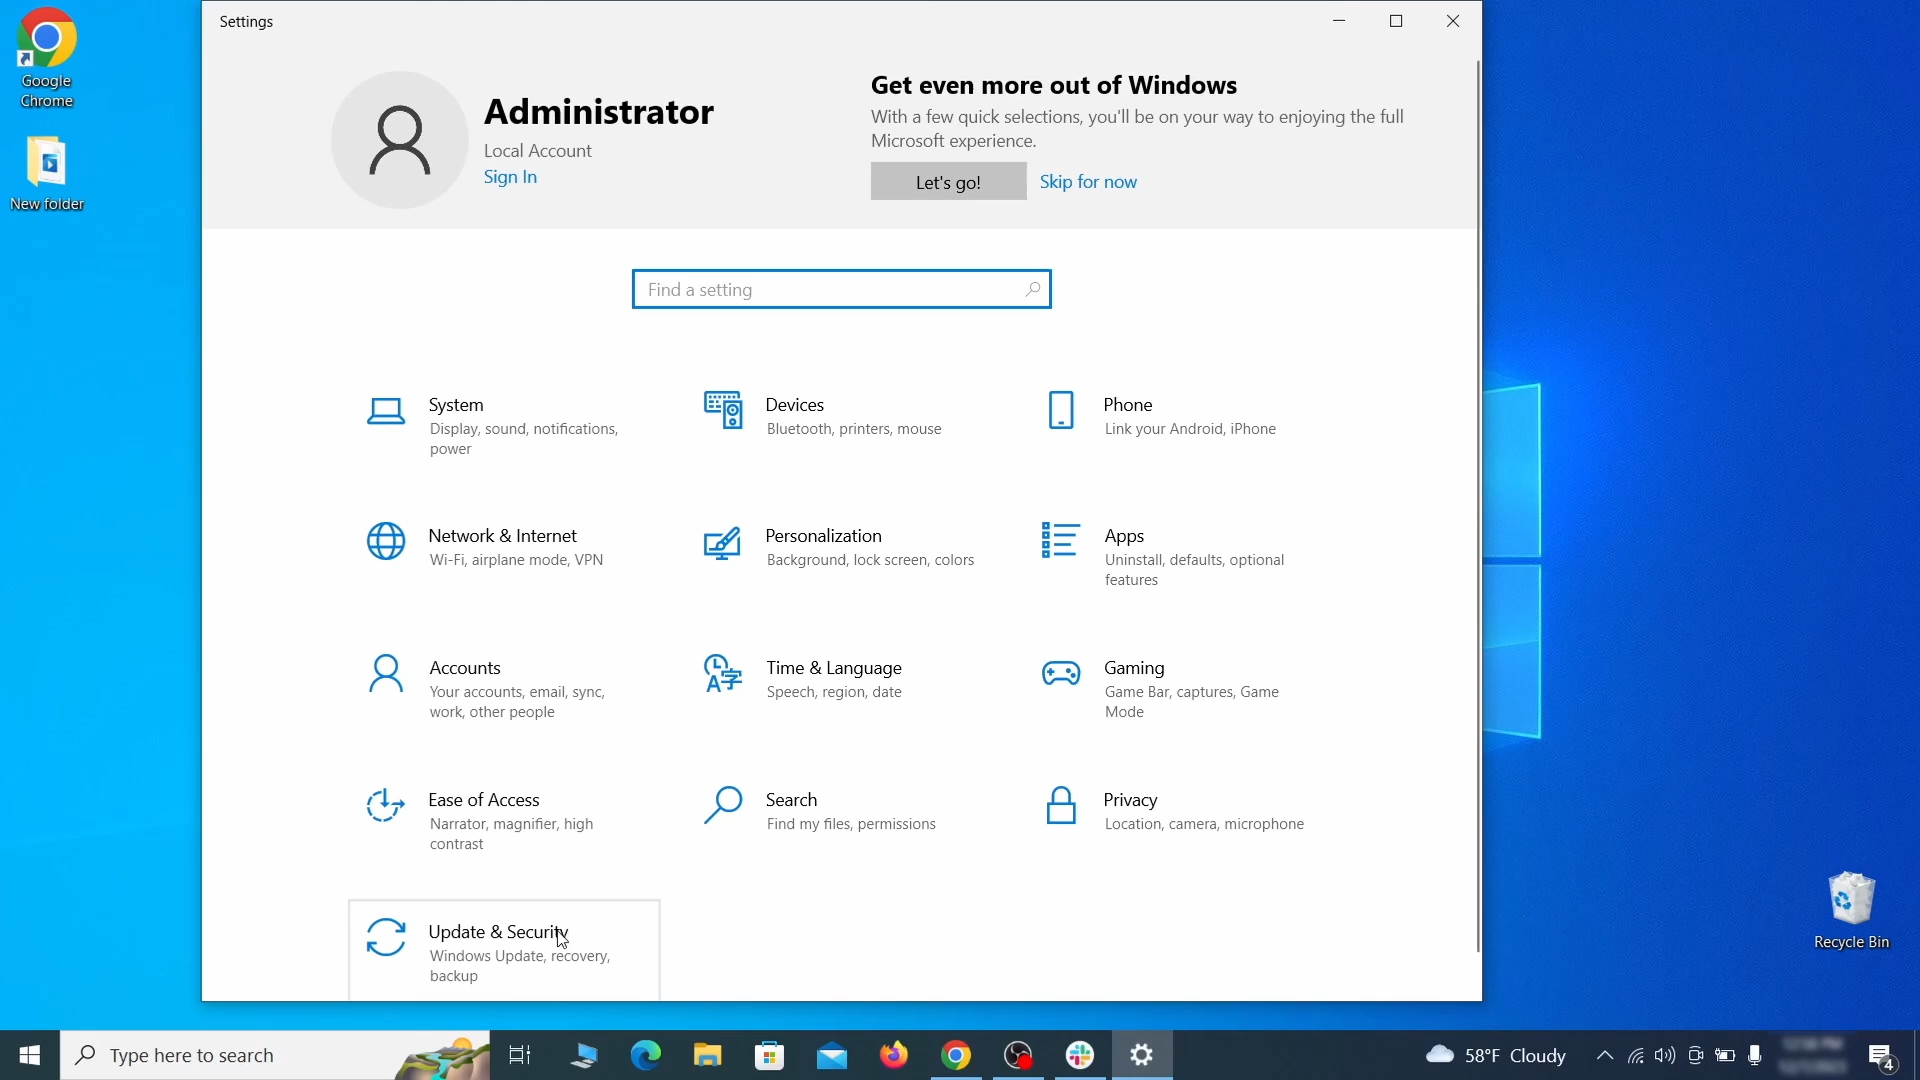 Google
Chrome
New folder
Settings
Administrator
Local Account
Sign In
Get even more out of Windows
With a few quick selections, you'll be on your way to enjoying the full
Microsoft experience.
Let's go!
Skip for now
Find a setting
System
Display, sound, notifications,
power
Devices
Bluetooth, printers, mouse
Phone
Link your Android, iPhone
Network & Internet
Wi-Fi, airplane mode, VPN
Personalization
Background, lock screen, colors
Apps
Uninstall, defaults, optional
features
Accounts
Your accounts, email, sync,
work, other people
Time & Language
Speech, region, date
Gaming
Game Bar, captures, Game
Mode
Ease of Access
Narrator, magnifier, high
contrast
Search
Find my files, permissions
Privacy
Location, camera, microphone
Update & Security
Windows Update, recovery,
backup
Recycle Bin
Type here to search
58°F Cloudy
4